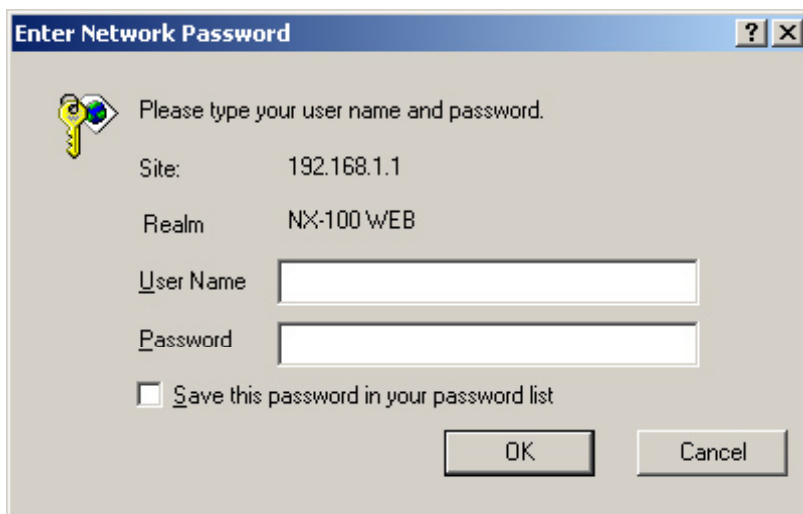 Enter Network Password
Please type your user name and password.
Site: 192.168.1.1
Realm NX-100 WEB
User Name
Password
Save this password in your password list
OK Cancel